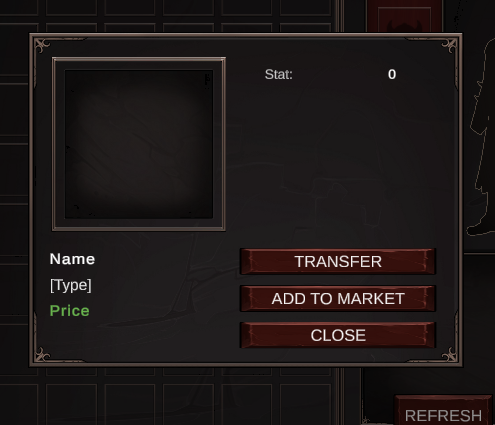 Stat: 0
Name
[Type]
Price
TRANSFER
ADD TO MARKET
CLOSE
REFRESH